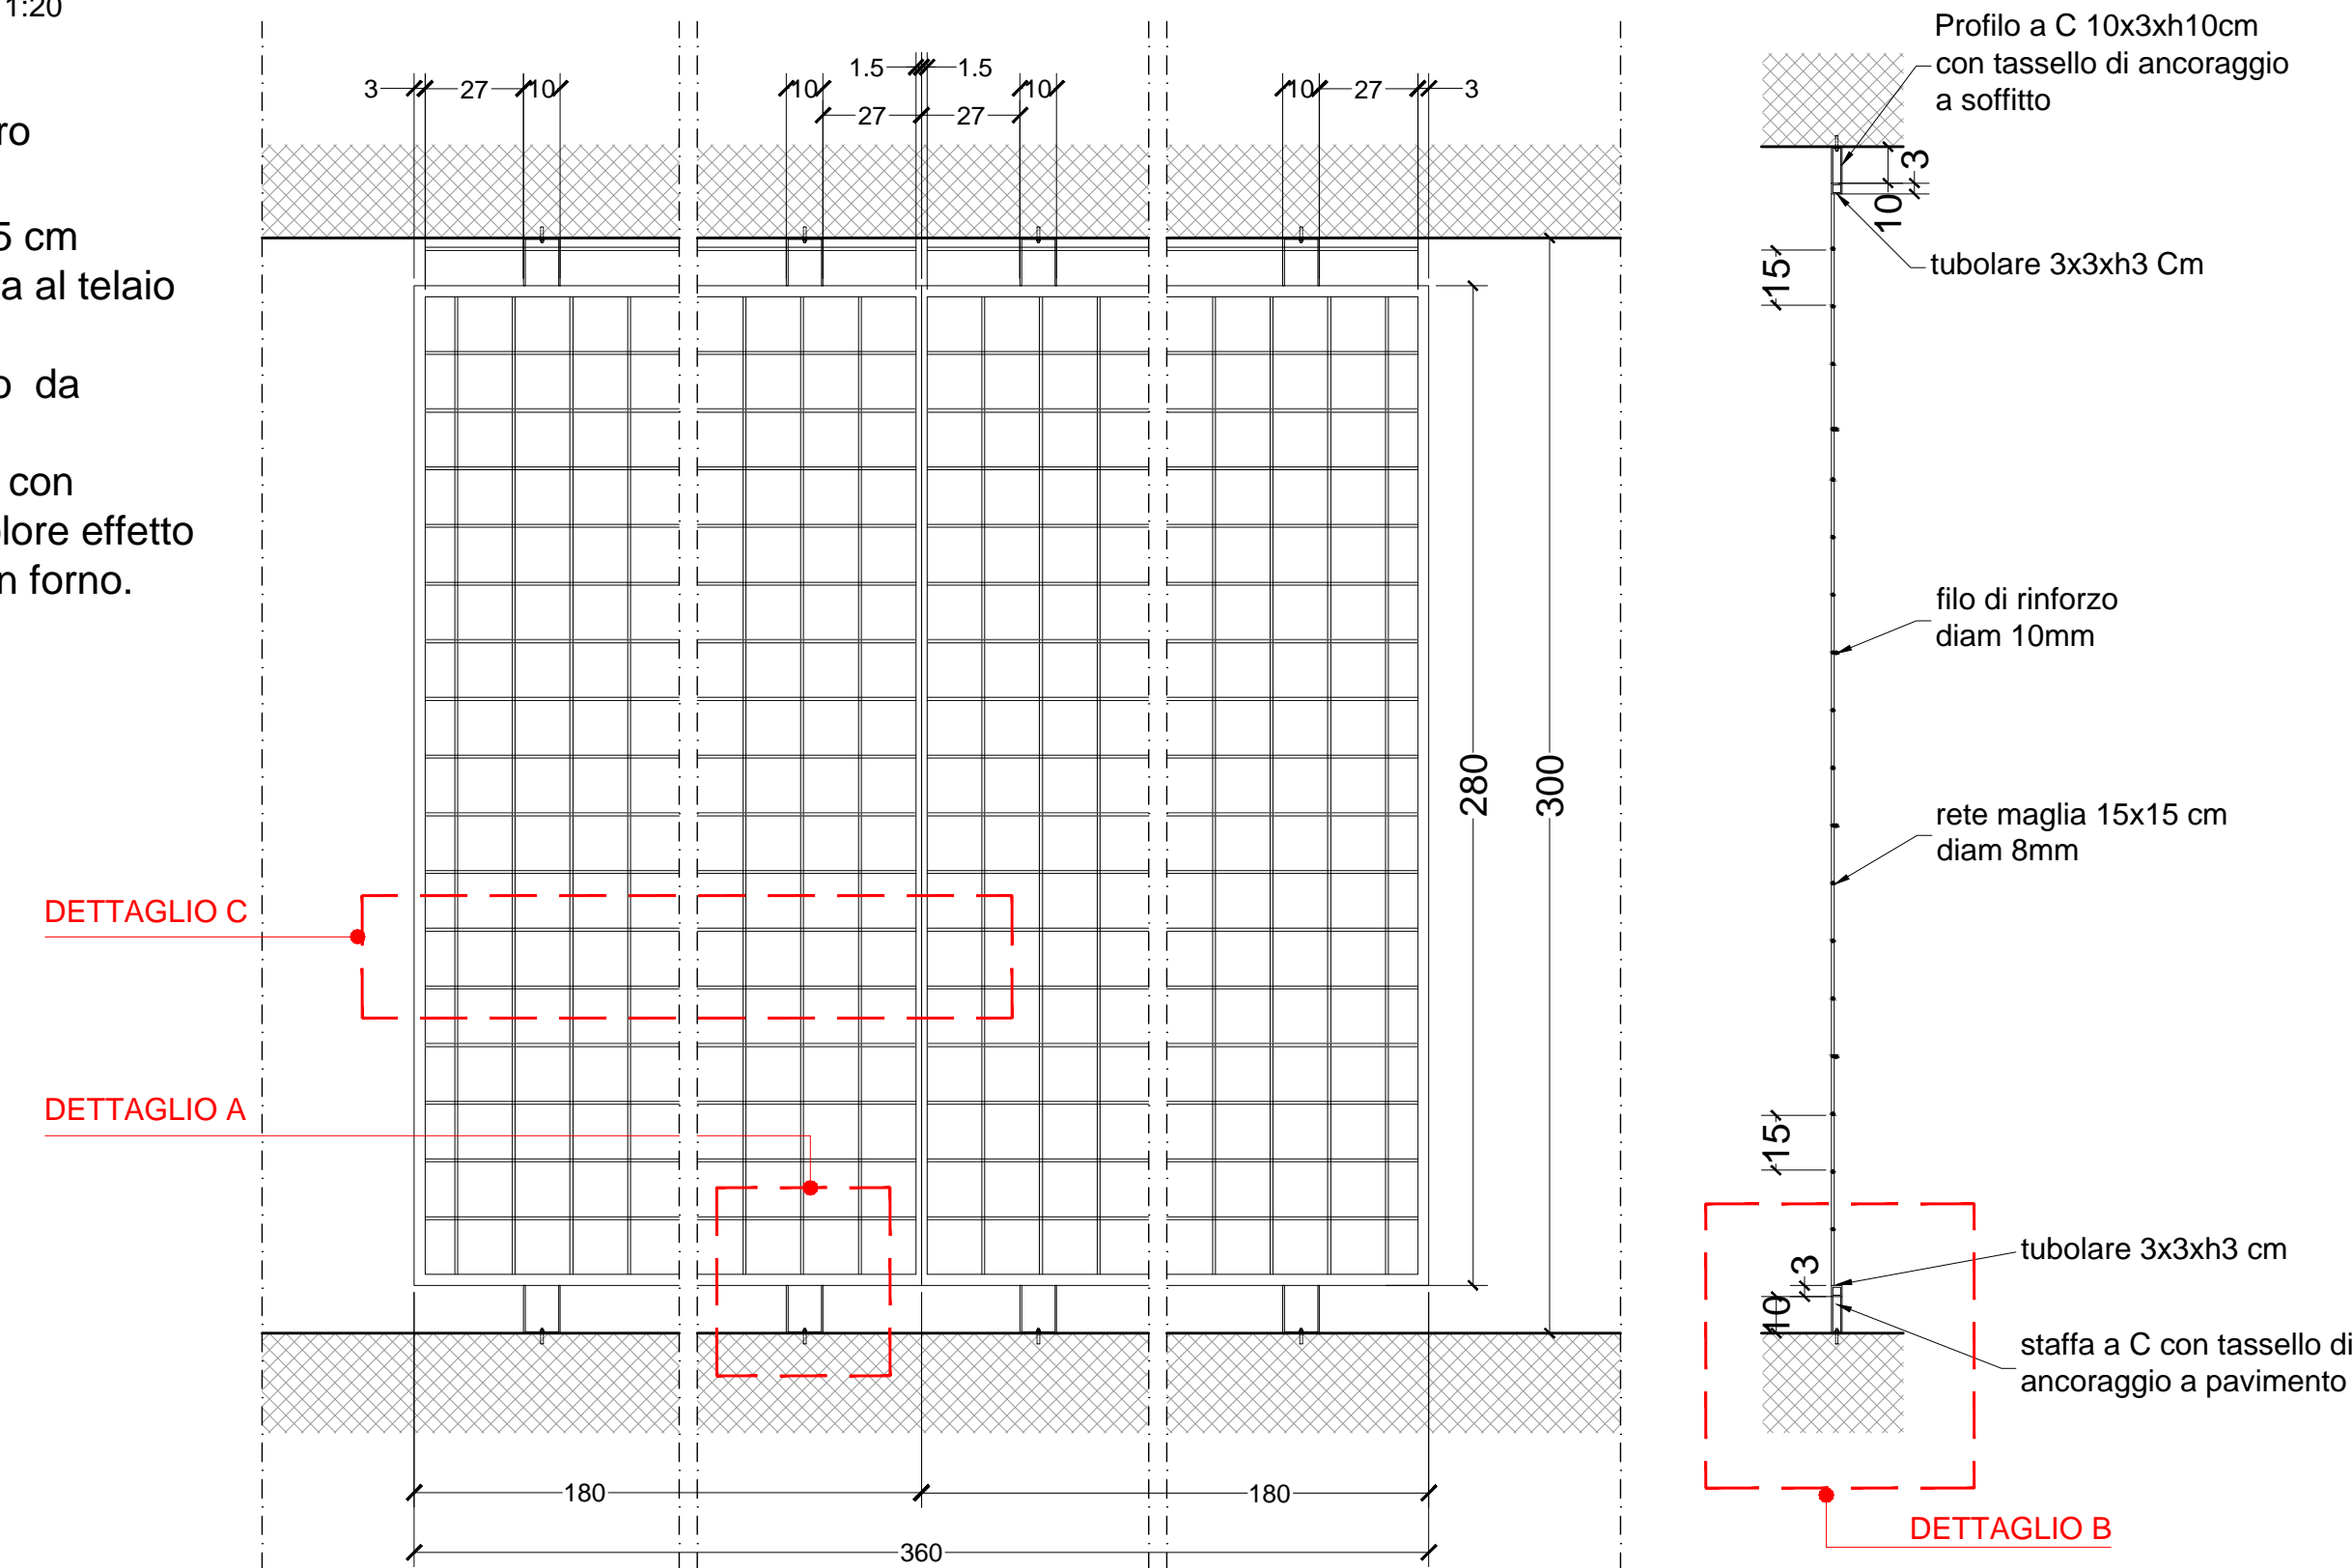 1:20
ro
5 cm
a al telaio
o da
con
lore effetto
n forno.
3
27
10
10
27
1.5
1.5
27
10
10
27
3
280
300
DETTAGLIO C
DETTAGLIO A
180
180
360
Profilo a C 10x3xh10cm
con tassello di ancoraggio
a soffitto
3
10
tubolare 3x3xh3 Cm
15
filo di rinforzo
diam 10mm
rete maglia 15x15 cm
diam 8mm
15
tubolare 3x3xh3 cm
3
10
staffa a C con tassello di
ancoraggio a pavimento
DETTAGLIO B